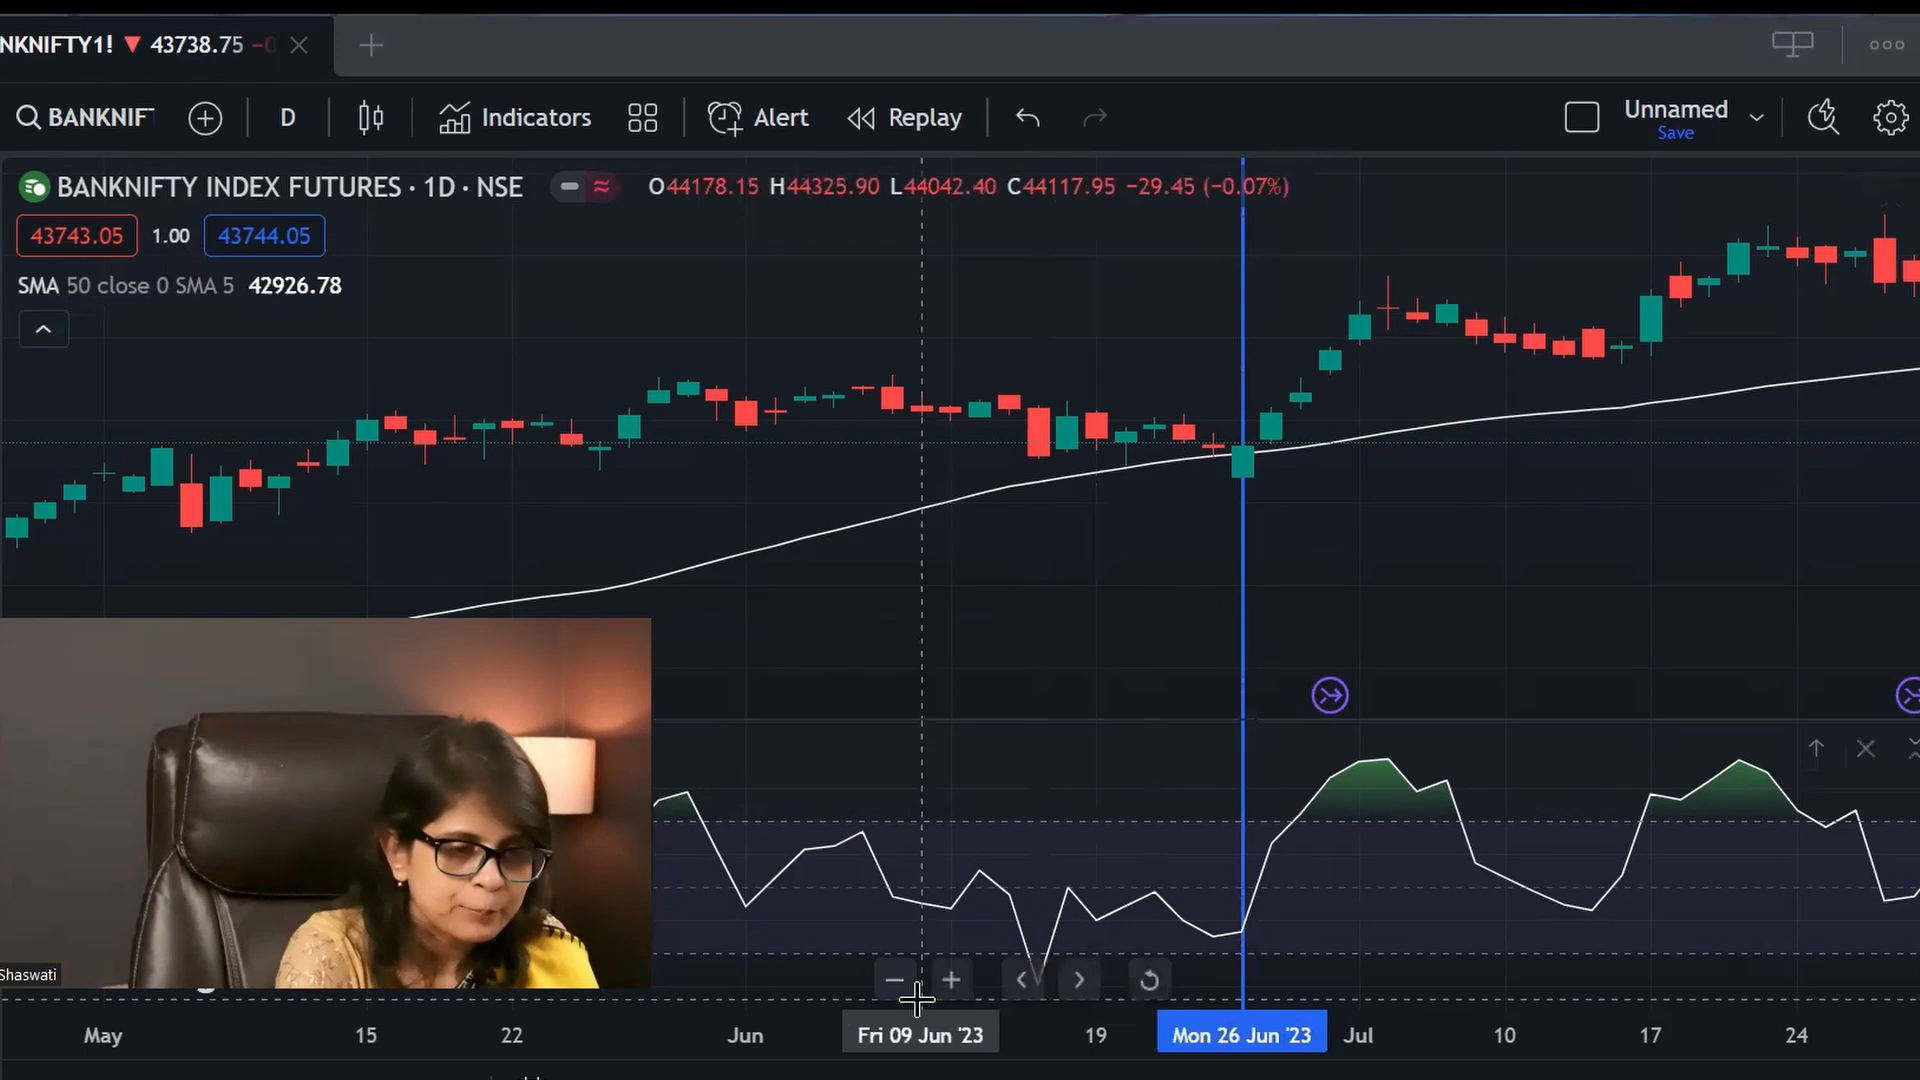 NKNIFTY1! ▼ 43738.75
BANKNIF
D
Indicators
Alert
Replay
Unnamed
Save
BANKNIFTY INDEX FUTURES · 1D · NSE
O44178.15 H44325.90 L44042.40 C44117.95 −29.45 (−0.07%)
43743.05 1.00 43744.05
SMA 50 close 0 SMA 5 42926.78
Shaswati
May 15 22 Jun Fri 09 Jun '23 19 Mon 26 Jun '23 Jul 10 17 24